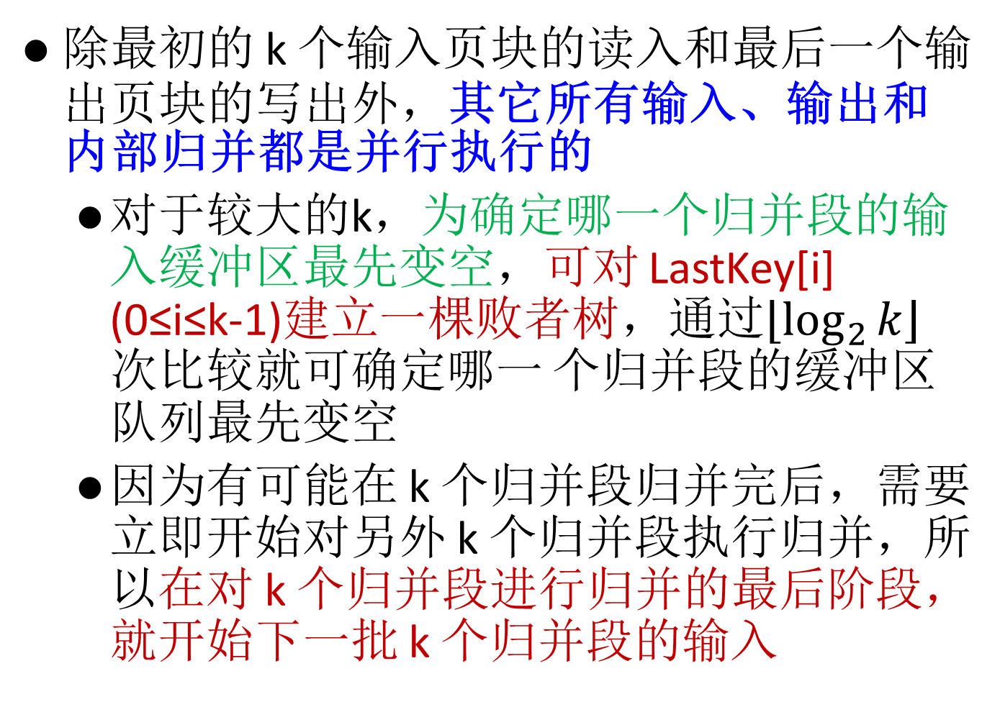 ● 除最初的 k 个输入页块的读入和最后一个输
出页块的写出外，其它所有输入、输出和
内部归并都是并行执行的
● 对于较大的k，为确定哪一个归并段的输
入缓冲区最先变空，可对 LastKey[i]
(0≤i≤k-1)建立一棵败者树，通过⌊log₂ k⌋
次比较就可确定哪一 个归并段的缓冲区
队列最先变空
● 因为有可能在 k 个归并段归并完后，需要
立即开始对另外 k 个归并段执行归并，所
以在对 k 个归并段进行归并的最后阶段，
就开始下一批 k 个归并段的输入